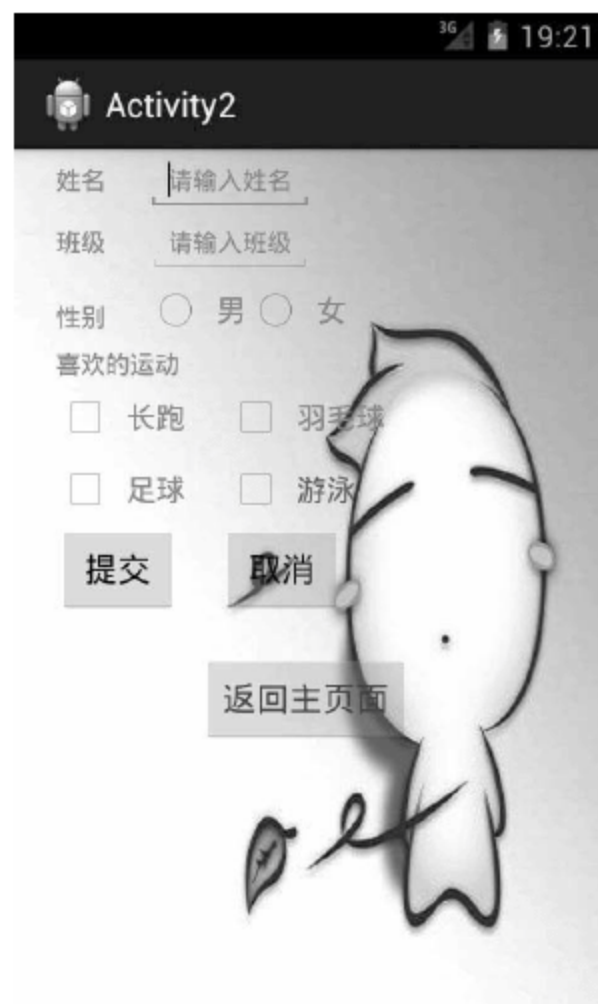 3G 19:21
Activity2
姓名 请输入姓名
班级 请输入班级
性别 男 女
喜欢的运动
长跑 羽毛球
足球 游泳
提交 取消
返回主页面